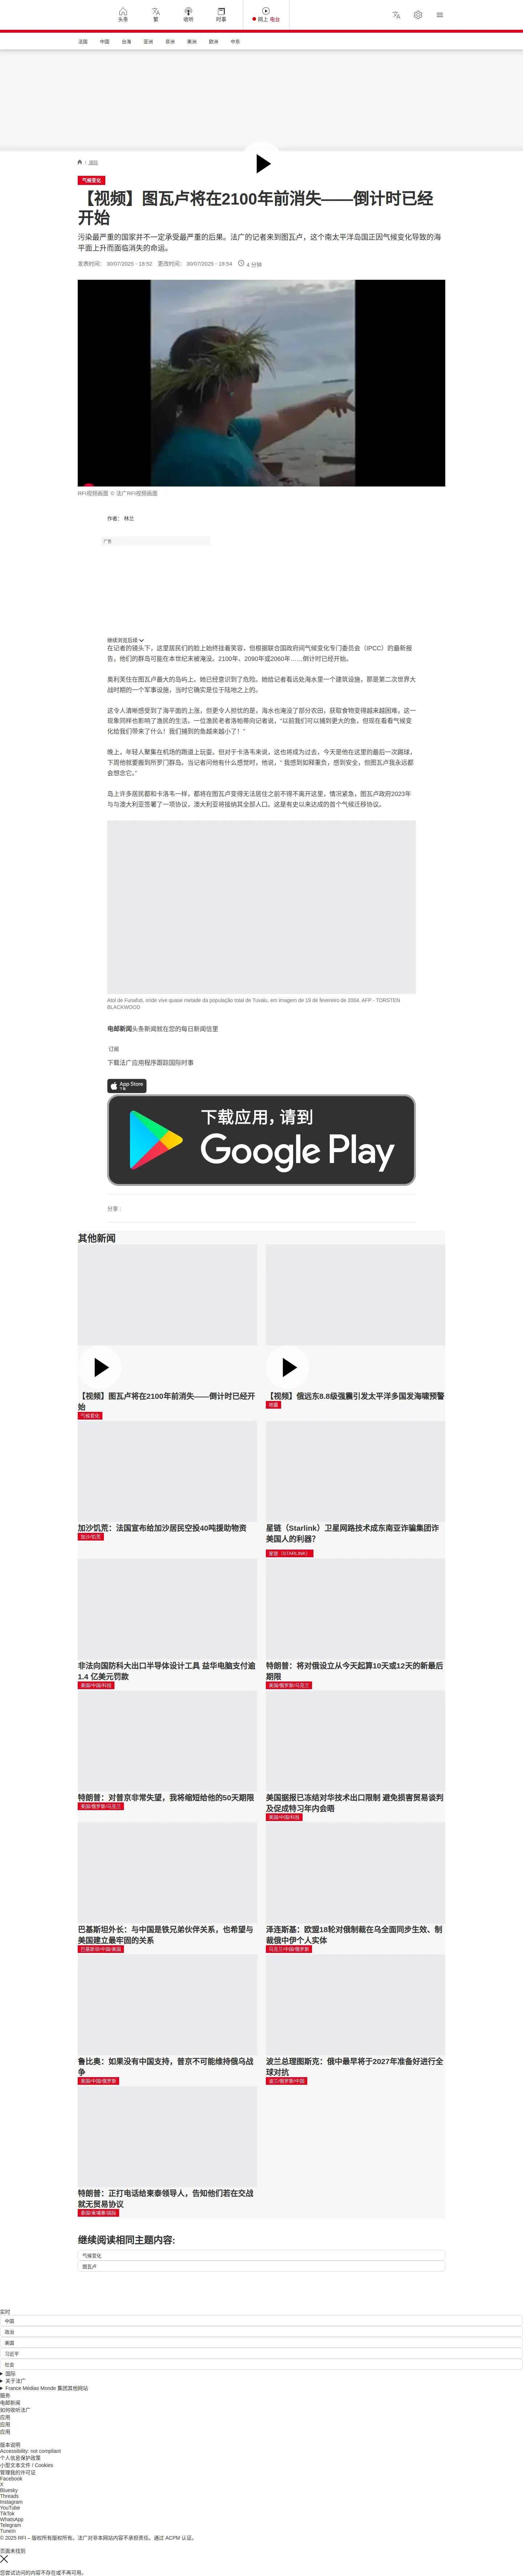 头条
繁
收听
时事
网上 电台
法国
中国
台海
亚洲
非洲
美洲
欧洲
中东
/ 国际
气候变化
【视频】图瓦卢将在2100年前消失——倒计时已经开始
污染最严重的国家并不一定承受最严重的后果。法广的记者来到图瓦卢，这个南太平洋岛国正因气候变化导致的海平面上升而面临消失的命运。
发表时间： 30/07/2025 - 18:52 更改时间： 30/07/2025 - 18:54 4 分钟
RFI视频画面 © 法广RFI视频画面
作者： 林兰
广告
继续浏览后续
在记者的镜头下，这里居民们的脸上始终挂着笑容，但根据联合国政府间气候变化专门委员会（IPCC）的最新报告，他们的群岛可能在本世纪末被淹没。2100年、2090年或2060年……倒计时已经开始。
奥利芙住在图瓦卢最大的岛屿上。她已经意识到了危险。她给记者看远处海水里一个建筑设施，那是第二次世界大战时期的一个军事设施，当时它确实是位于陆地之上的。
这令人清晰感受到了海平面的上涨，但更令人担忧的是，海水也淹没了部分农田，获取食物变得越来越困难，这一现象同样也影响了渔民的生活。一位渔民老者洛帕蒂向记者说，“以前我们可以捕到更大的鱼，但现在看看气候变化给我们带来了什么！我们捕到的鱼越来越小了！”
晚上，年轻人聚集在机场的跑道上玩耍。但对于卡洛韦来说，这也将成为过去，今天是他在这里的最后一次踢球，下周他就要搬到所罗门群岛。当记者问他有什么感觉时，他说，“ 我感到如释重负，感到安全，但图瓦卢我永远都会想念它。”
岛上许多居民都和卡洛韦一样，都将在图瓦卢变得无法居住之前不得不离开这里，情况紧急，图瓦卢政府2023年与与澳大利亚签署了一项协议，澳大利亚将接纳其全部人口。这是有史以来达成的首个气候迁移协议。
Atol de Funafuti, onde vive quase metade da população total de Tuvalu, em imagem de 19 de fevereiro de 2004. AFP - TORSTEN BLACKWOOD
电邮新闻头条新闻就在您的每日新闻信里
订阅
下载法广应用程序跟踪国际时事
App Store
下载
下载应用，请到
Google Play
分享 :
其他新闻
【视频】图瓦卢将在2100年前消失——倒计时已经开始
气候变化
【视频】俄远东8.8级强震引发太平洋多国发海啸预警
地震
加沙饥荒：法国宣布给加沙居民空投40吨援助物资
加沙/饥荒
星链（Starlink）卫星网路技术成东南亚诈骗集团诈美国人的利器？
星链（STARLINK）
非法向国防科大出口半导体设计工具 益华电脑支付逾1.4 亿美元罚款
美国/中国/科技
特朗普：将对俄设立从今天起算10天或12天的新最后期限
美国/俄罗斯/乌克兰
特朗普：对普京非常失望，我将缩短给他的50天期限
美国/俄罗斯/乌克兰
美国据报已冻结对华技术出口限制 避免损害贸易谈判及促成特习年内会晤
美国/中国/科技
巴基斯坦外长：与中国是铁兄弟伙伴关系，也希望与美国建立最牢固的关系
巴基斯坦/中国/美国
泽连斯基：欧盟18轮对俄制裁在乌全面同步生效、制裁俄中伊个人实体
乌克兰/中国/俄罗斯
鲁比奥：如果没有中国支持，普京不可能维持俄乌战争
美国/中国/俄罗斯
波兰总理图斯克：俄中最早将于2027年准备好进行全球对抗
波兰/俄罗斯/中国
特朗普：正打电话给柬泰领导人，告知他们若在交战就无贸易协议
泰国/柬埔寨/国际
继续阅读相同主题内容:
气候变化
图瓦卢
实时
中国
政治
美国
习近平
社会
国际
关于法广
France Médias Monde 集团其他网站
服务
电邮新闻
如何收听法广
应用
应用
应用
版本说明
Accessibility: not compliant
个人信息保护政策
小型文本文件 / Cookies
管理我的许可证
Facebook
X
Bluesky
Threads
Instagram
YouTube
TikTok
WhatsApp
Telegram
TuneIn
© 2025 RFI – 版权所有版权所有。法广对非本网站内容不承担责任。通过 ACPM 认证。
页面未找到
您尝试访问的内容不存在或不再可用。